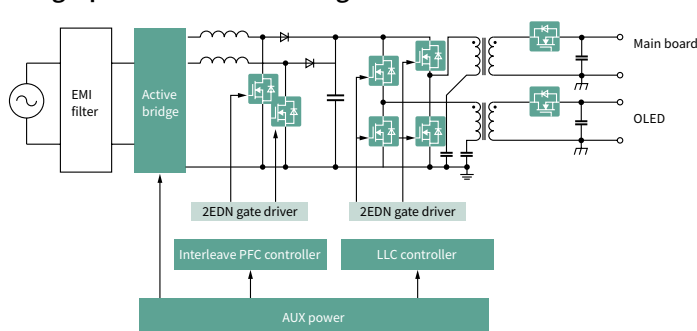 EMI
filter
Active
bridge
Main board
OLED
2EDN gate driver
2EDN gate driver
Interleave PFC controller
LLC controller
AUX power